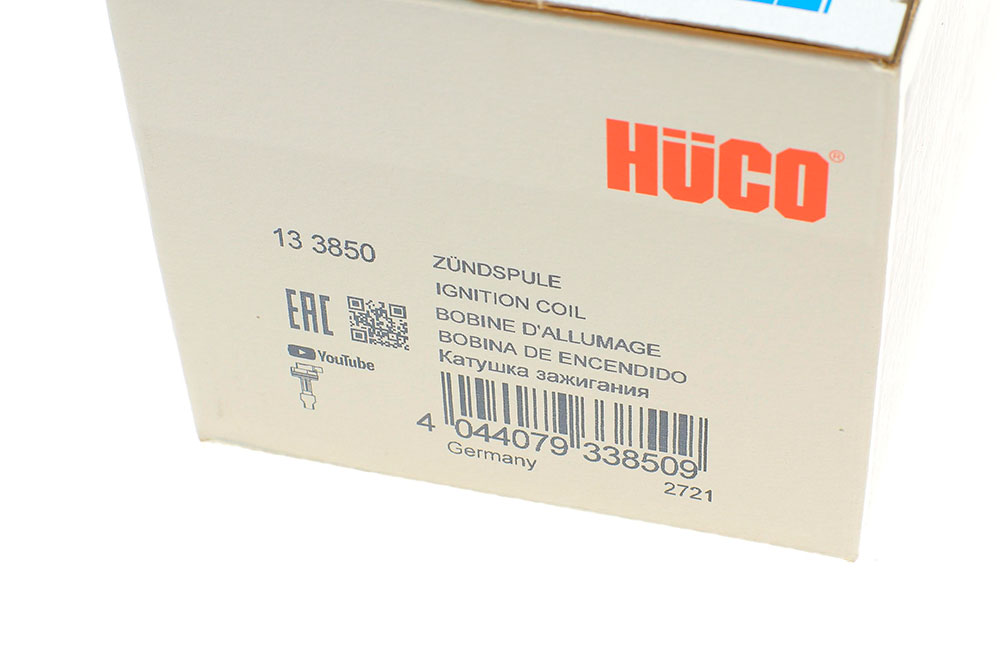 HÜCO®
13 3850
ZÜNDSPULE
IGNITION COIL
BOBINE D'ALLUMAGE
BOBINA DE ENCENDIDO
Катушка зажигания
EAC
YouTube
4 044079 338509
Germany
2721